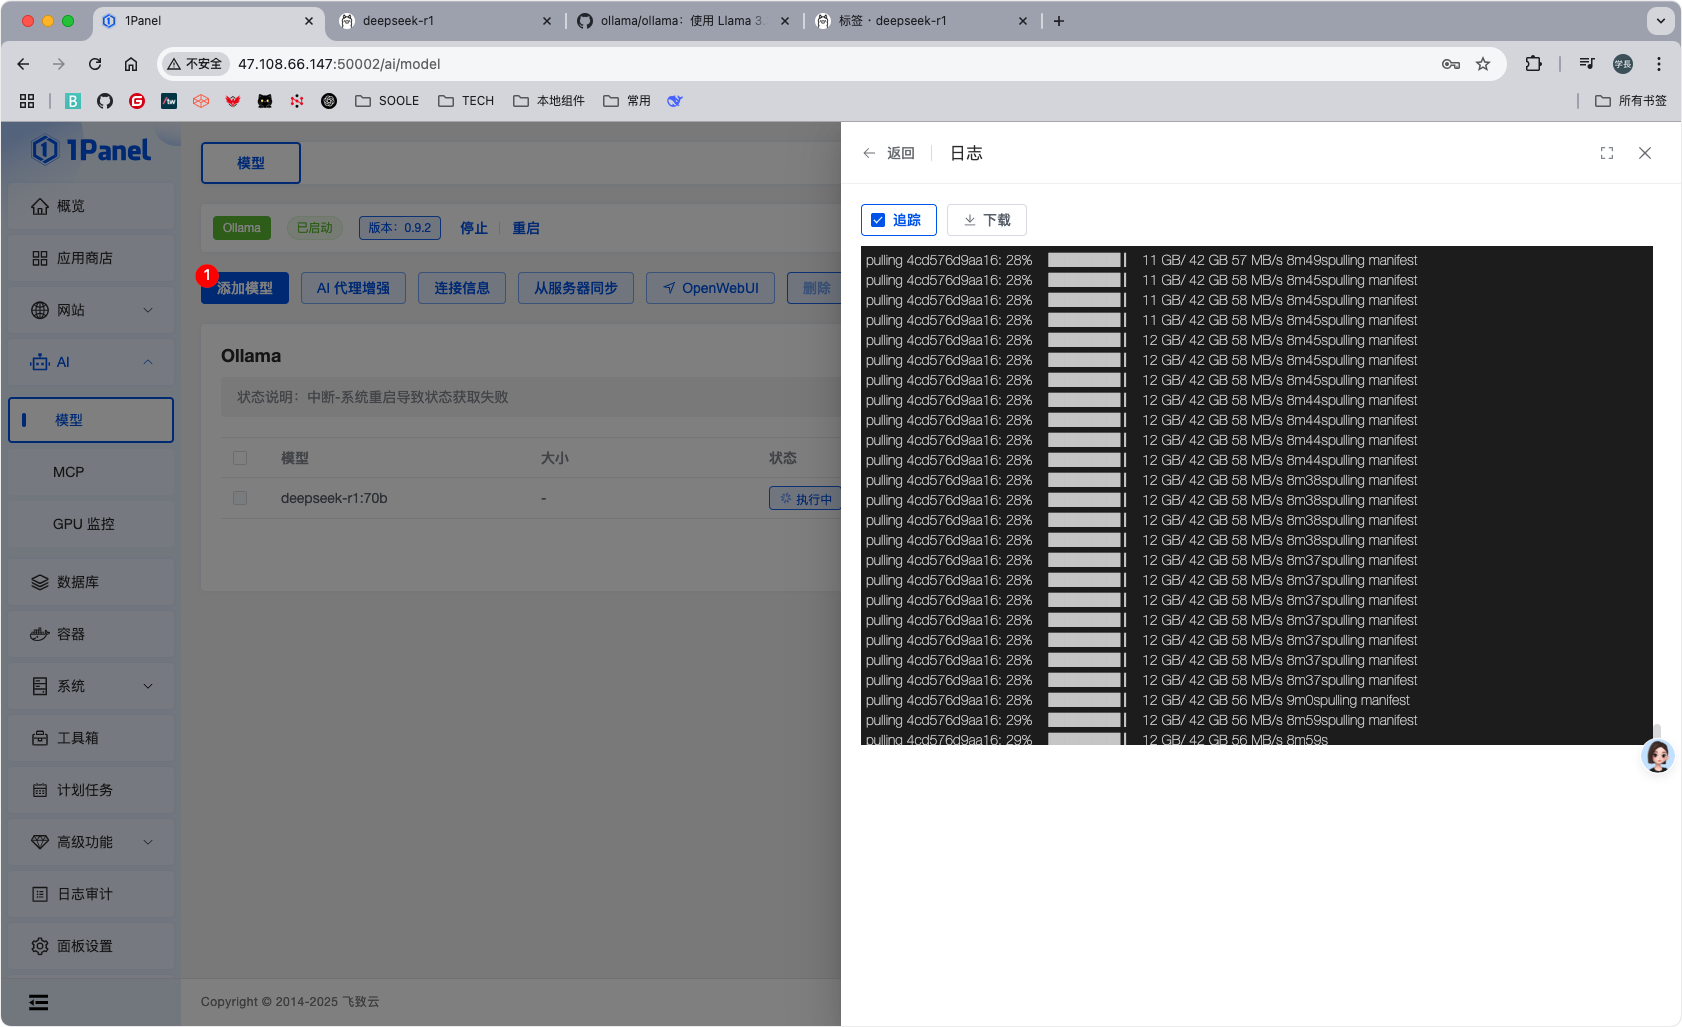 1Panel
deepseek-r1
ollama/ollama：使用 Llama 3.
标签 · deepseek-r1
不安全
47.108.66.147:50002/ai/model
学長
SOOLE
TECH
本地组件
常用
所有书签
1Panel
概览
应用商店
网站
AI
模型
MCP
GPU 监控
数据库
容器
系统
工具箱
计划任务
高级功能
日志审计
面板设置
模型
Ollama
已启动
版本：0.9.2
停止
重启
1
添加模型
AI 代理增强
连接信息
从服务器同步
OpenWebUI
删除
Ollama
状态说明：中断-系统重启导致状态获取失败
模型 大小 状态
deepseek-r1:70b - 执行中
Copyright © 2014-2025 飞致云
返回
日志
追踪
下载
pulling 4cd576d9aa16: 28% 11 GB/ 42 GB 57 MB/s 8m49spulling manifest
pulling 4cd576d9aa16: 28% 11 GB/ 42 GB 58 MB/s 8m45spulling manifest
pulling 4cd576d9aa16: 28% 11 GB/ 42 GB 58 MB/s 8m45spulling manifest
pulling 4cd576d9aa16: 28% 11 GB/ 42 GB 58 MB/s 8m45spulling manifest
pulling 4cd576d9aa16: 28% 12 GB/ 42 GB 58 MB/s 8m45spulling manifest
pulling 4cd576d9aa16: 28% 12 GB/ 42 GB 58 MB/s 8m45spulling manifest
pulling 4cd576d9aa16: 28% 12 GB/ 42 GB 58 MB/s 8m45spulling manifest
pulling 4cd576d9aa16: 28% 12 GB/ 42 GB 58 MB/s 8m44spulling manifest
pulling 4cd576d9aa16: 28% 12 GB/ 42 GB 58 MB/s 8m44spulling manifest
pulling 4cd576d9aa16: 28% 12 GB/ 42 GB 58 MB/s 8m44spulling manifest
pulling 4cd576d9aa16: 28% 12 GB/ 42 GB 58 MB/s 8m44spulling manifest
pulling 4cd576d9aa16: 28% 12 GB/ 42 GB 58 MB/s 8m38spulling manifest
pulling 4cd576d9aa16: 28% 12 GB/ 42 GB 58 MB/s 8m38spulling manifest
pulling 4cd576d9aa16: 28% 12 GB/ 42 GB 58 MB/s 8m38spulling manifest
pulling 4cd576d9aa16: 28% 12 GB/ 42 GB 58 MB/s 8m38spulling manifest
pulling 4cd576d9aa16: 28% 12 GB/ 42 GB 58 MB/s 8m37spulling manifest
pulling 4cd576d9aa16: 28% 12 GB/ 42 GB 58 MB/s 8m37spulling manifest
pulling 4cd576d9aa16: 28% 12 GB/ 42 GB 58 MB/s 8m37spulling manifest
pulling 4cd576d9aa16: 28% 12 GB/ 42 GB 58 MB/s 8m37spulling manifest
pulling 4cd576d9aa16: 28% 12 GB/ 42 GB 58 MB/s 8m37spulling manifest
pulling 4cd576d9aa16: 28% 12 GB/ 42 GB 58 MB/s 8m37spulling manifest
pulling 4cd576d9aa16: 28% 12 GB/ 42 GB 58 MB/s 8m37spulling manifest
pulling 4cd576d9aa16: 28% 12 GB/ 42 GB 56 MB/s 9m0spulling manifest
pulling 4cd576d9aa16: 29% 12 GB/ 42 GB 56 MB/s 8m59spulling manifest
pulling 4cd576d9aa16: 29% 12 GB/ 42 GB 56 MB/s 8m59s